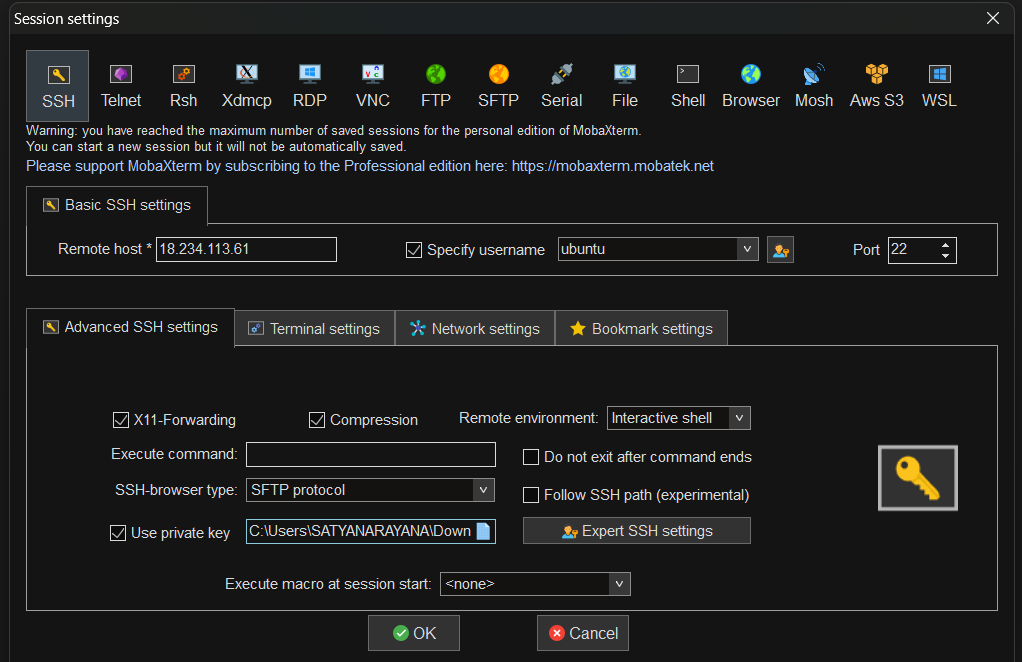 Session settings
SSH Telnet Rsh Xdmcp RDP VNC FTP SFTP Serial File Shell Browser Mosh Aws S3 WSL
Warning: you have reached the maximum number of saved sessions for the personal edition of MobaXterm.
You can start a new session but it will not be automatically saved.
Please support MobaXterm by subscribing to the Professional edition here: https://mobaxterm.mobatek.net
Basic SSH settings
Remote host * 18.234.113.61 Specify username ubuntu Port 22
Advanced SSH settings Terminal settings Network settings Bookmark settings
X11-Forwarding Compression Remote environment: Interactive shell
Execute command: Do not exit after command ends
SSH-browser type: SFTP protocol Follow SSH path (experimental)
Use private key C:\Users\SATYANARAYANA\Down Expert SSH settings
Execute macro at session start: <none>
OK Cancel